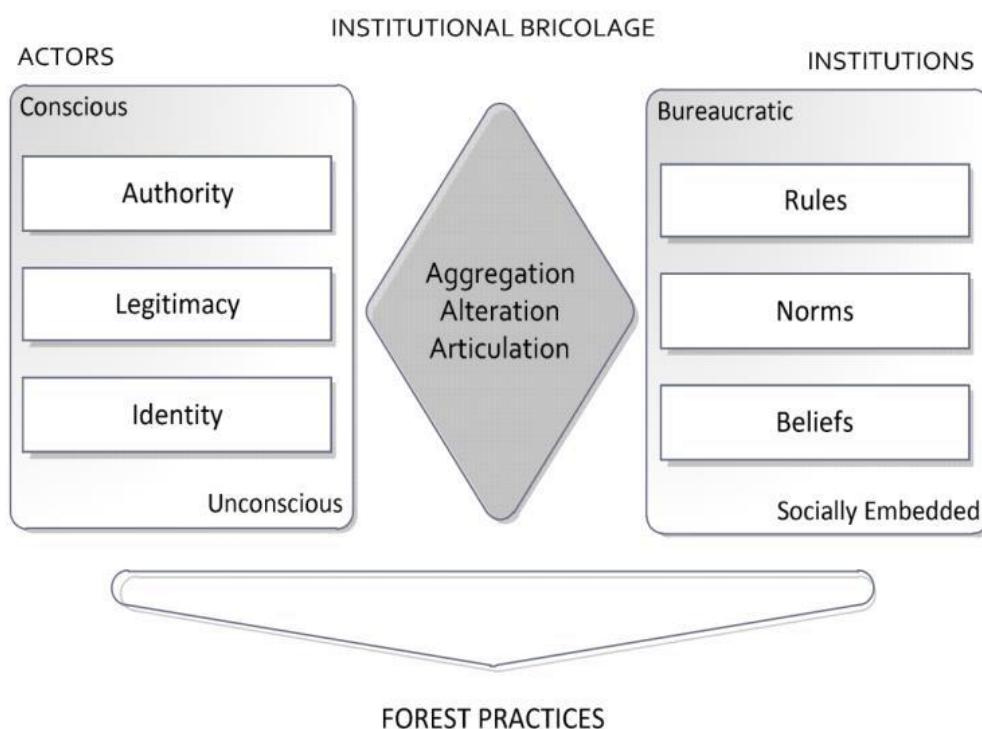 INSTITUTIONAL BRICOLAGE
ACTORS
INSTITUTIONS
Conscious
Authority
Legitimacy
Identity
Unconscious
Aggregation
Alteration
Articulation
Bureaucratic
Rules
Norms
Beliefs
Socially Embedded
FOREST PRACTICES